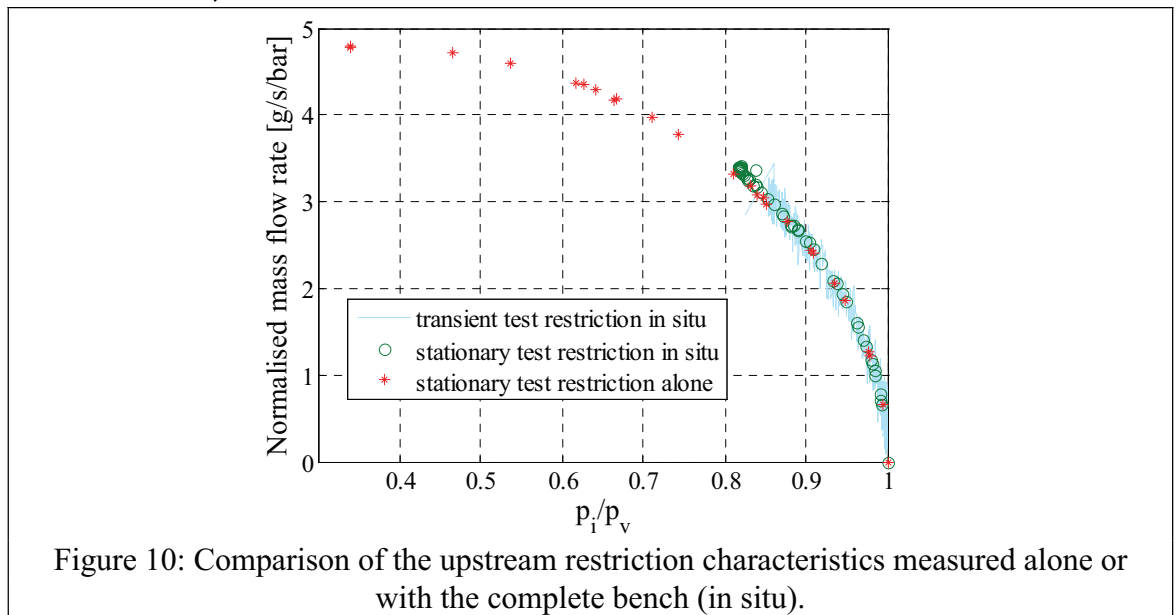 Normalised mass flow rate [g/s/bar]
5
4
3
2
1
0
transient test restriction in situ
stationary test restriction in situ
stationary test restriction alone
0.4 0.5 0.6 0.7 0.8 0.9 1
p_i/p_v
Figure 10: Comparison of the upstream restriction characteristics measured alone or
with the complete bench (in situ).